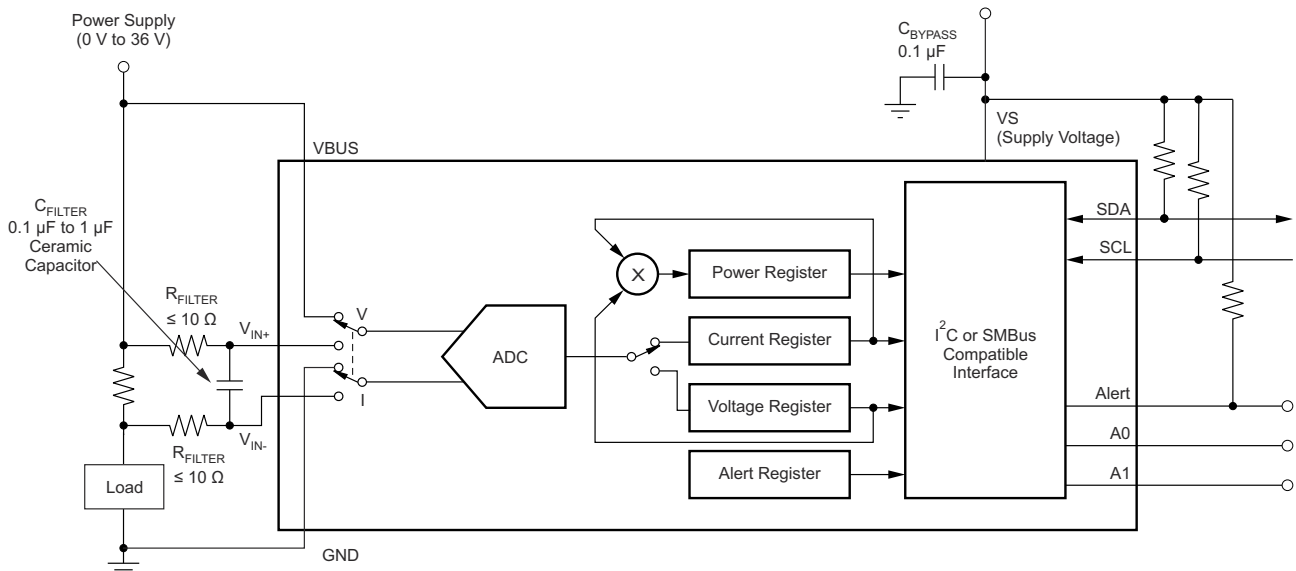 Power Supply
(0 V to 36 V)
C_BYPASS
0.1 µF
VS
(Supply Voltage)
VBUS
C_FILTER
0.1 µF to 1 µF
Ceramic
Capacitor
SDA
SCL
R_FILTER
≤ 10 Ω
V_IN+
V
X
Power Register
ADC
Current Register
I²C or SMBus
Compatible
Interface
Voltage Register
I
V_IN-
Alert
R_FILTER
≤ 10 Ω
A0
Load
Alert Register
A1
GND